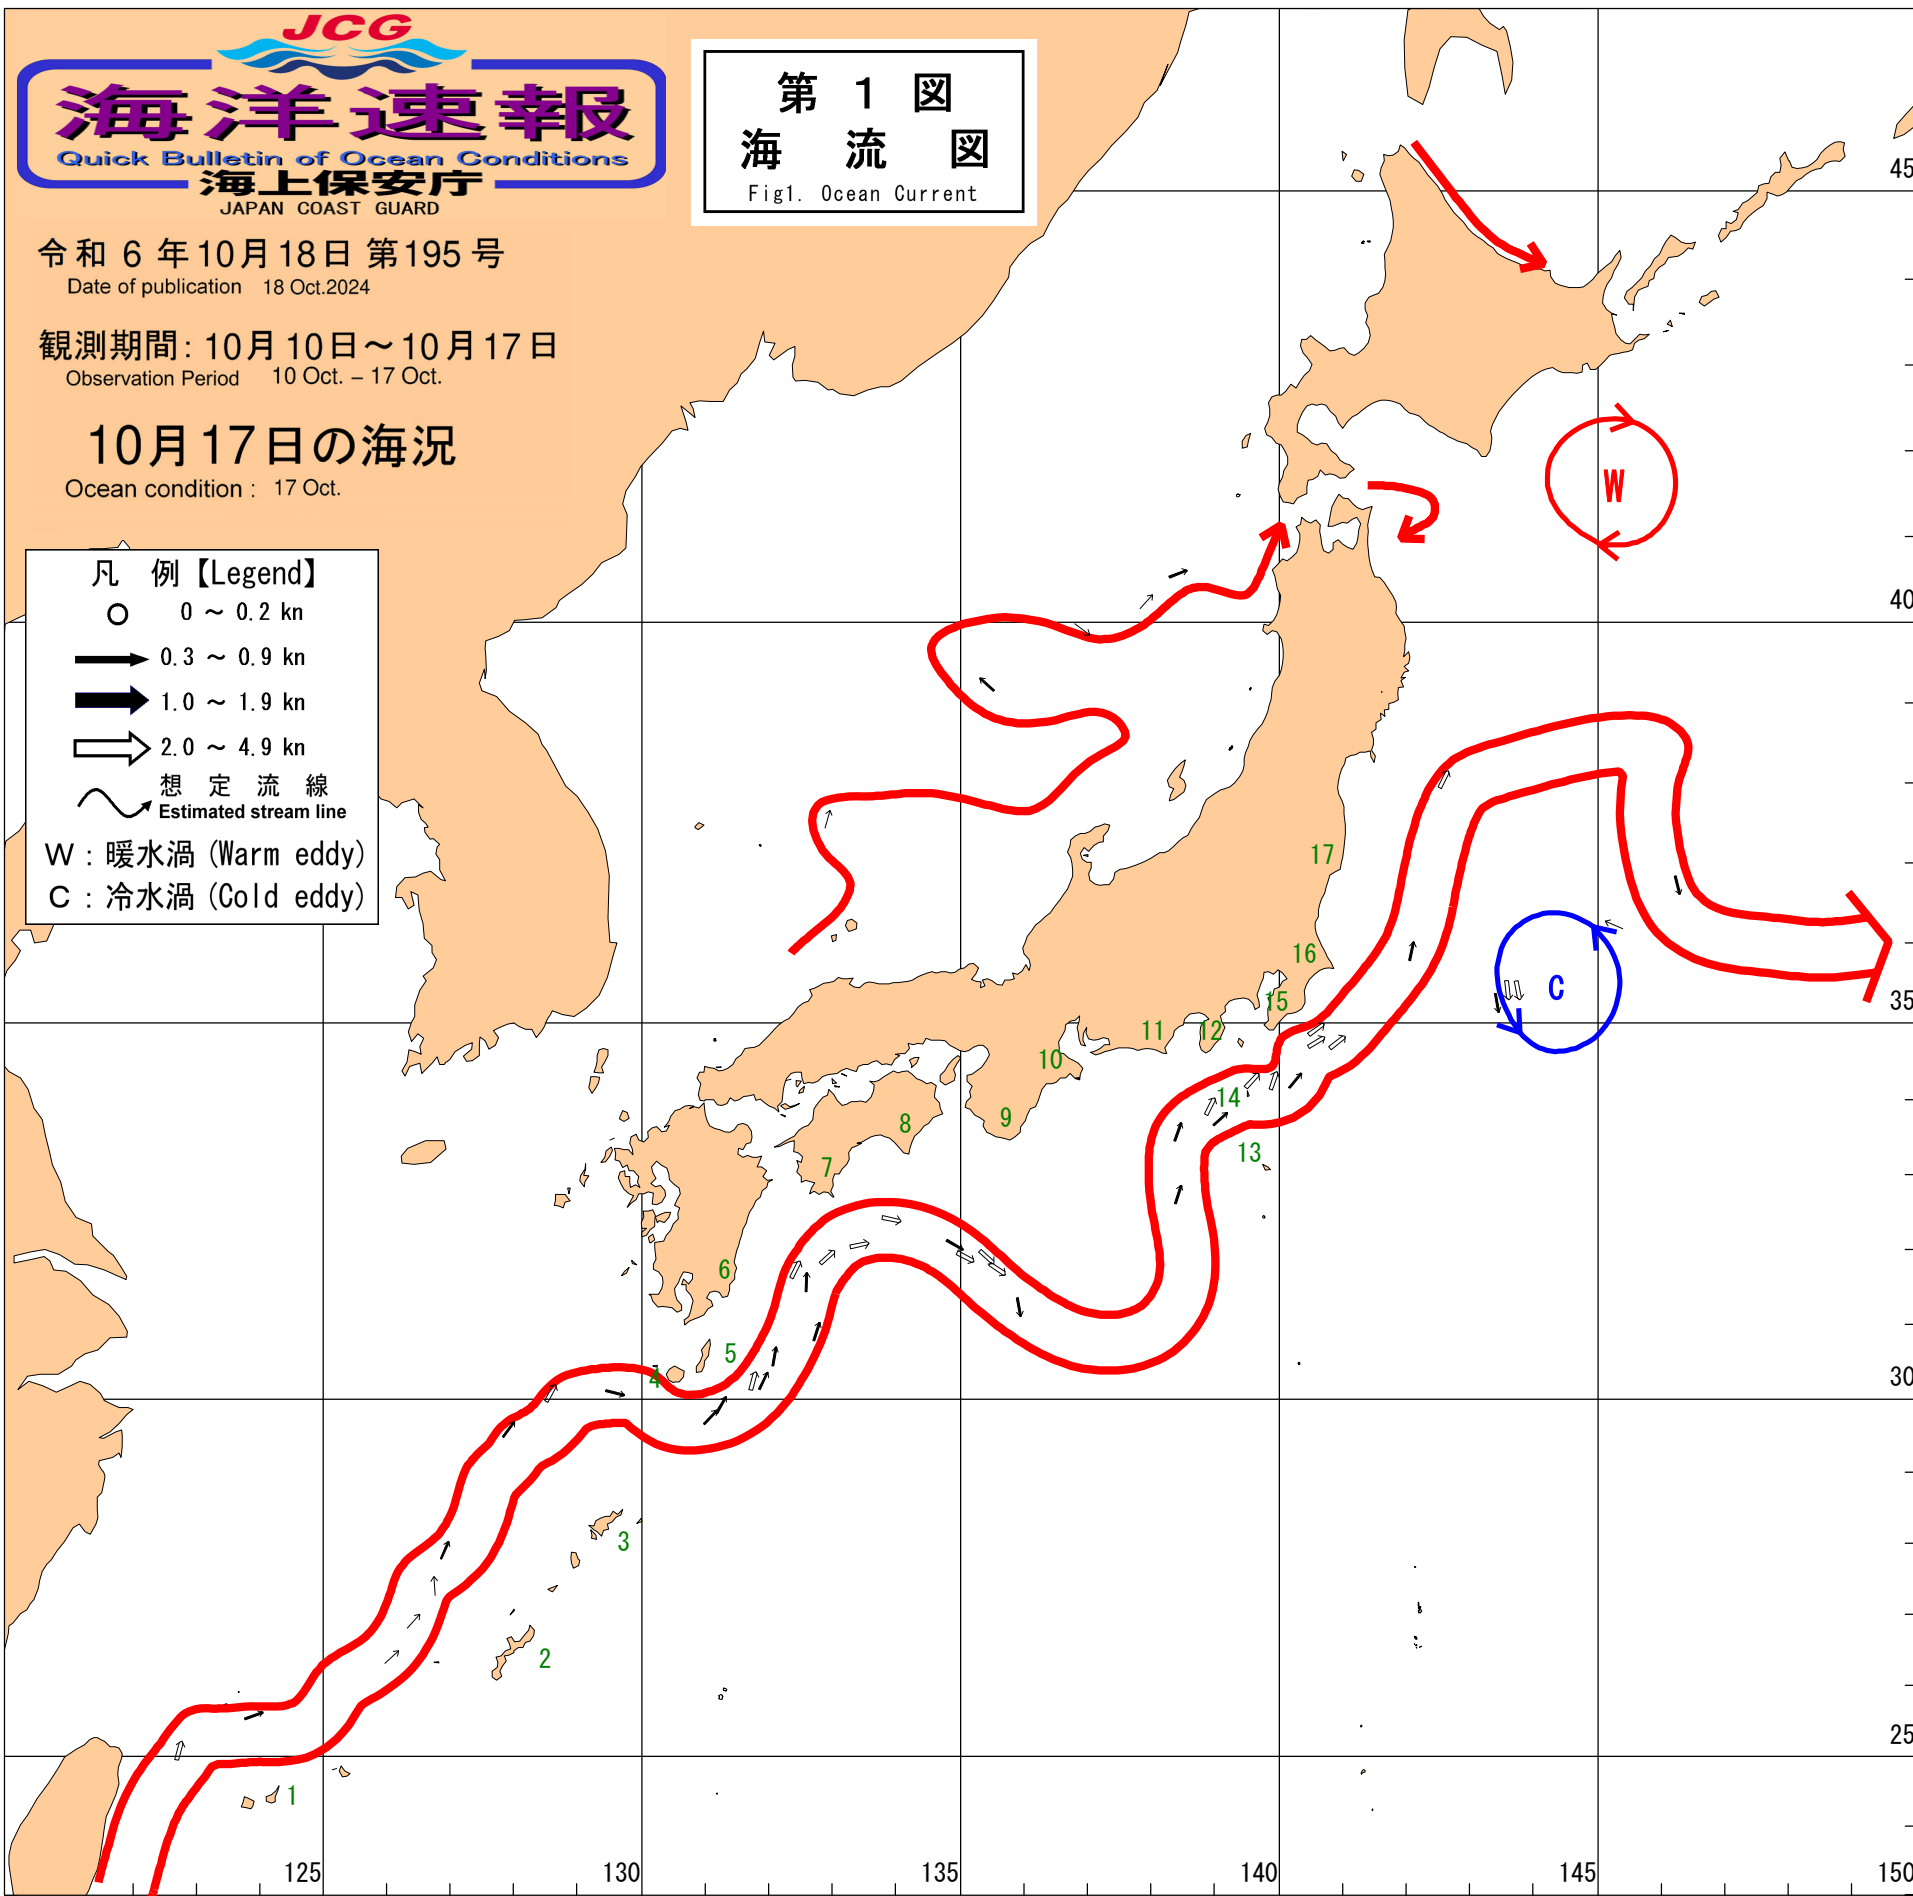 JCG
海洋速報
Quick Bulletin of Ocean Conditions
海上保安庁
JAPAN COAST GUARD
令和 6 年10月18日 第195号
Date of publication 18 Oct.2024
観測期間: 10月10日～10月17日
Observation Period 10 Oct. – 17 Oct.
10月17日の海況
Ocean condition : 17 Oct.
第 1 図
海 流 図
Fig1. Ocean Current
凡 例【Legend】
0 ～ 0.2 kn
0.3 ～ 0.9 kn
1.0 ～ 1.9 kn
2.0 ～ 4.9 kn
想 定 流 線
Estimated stream line
W : 暖水渦 (Warm eddy)
C : 冷水渦 (Cold eddy)
45
W
40
17
16
C
15
35
11
12
10
14
9
8
13
7
6
5
4
30
3
2
25
1
125
130
135
140
145
150